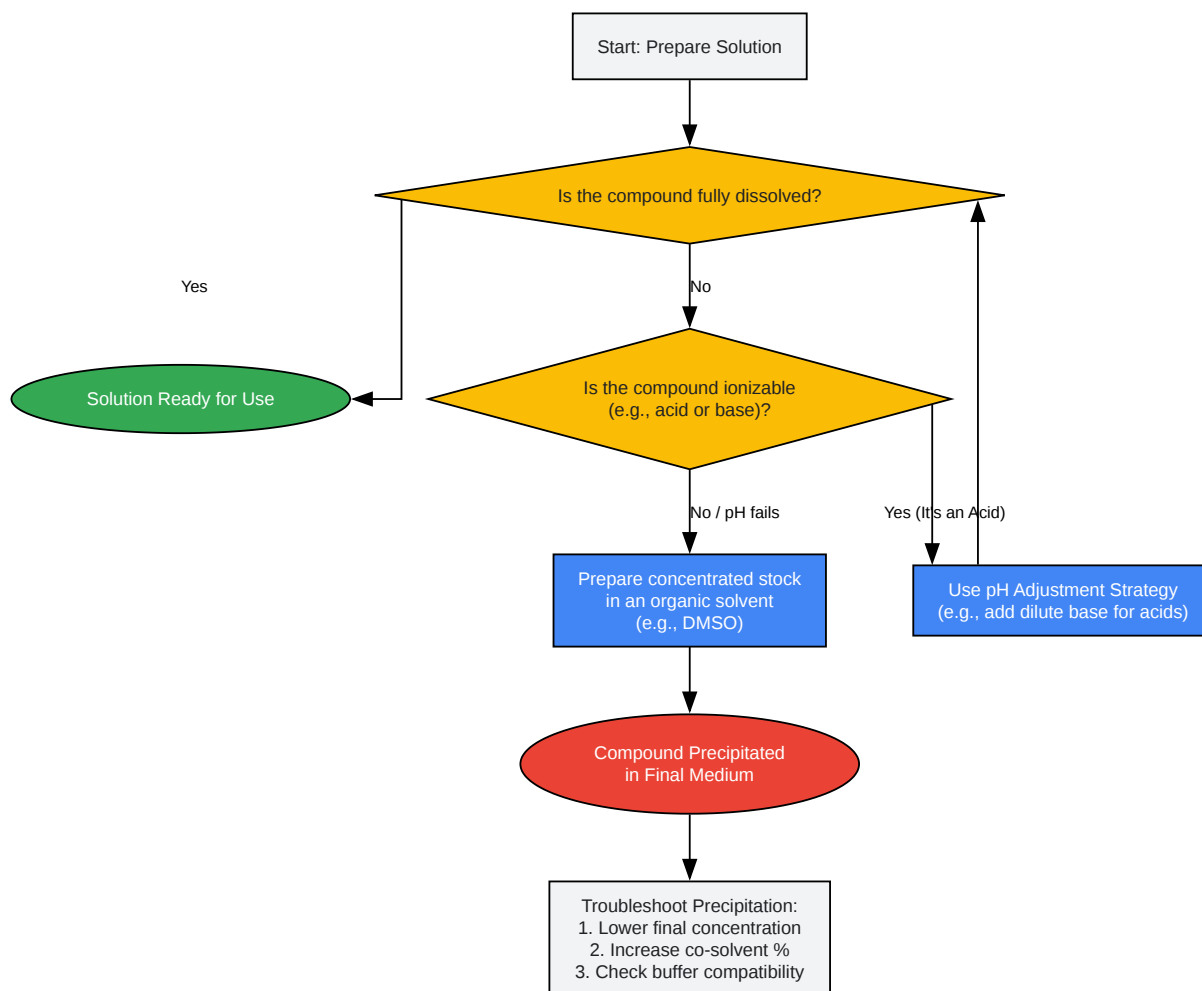 Start: Prepare Solution
Is the compound fully dissolved?
Yes
No
Solution Ready for Use
Is the compound ionizable
(e.g., acid or base)?
No / pH fails
Yes (It's an Acid)
Prepare concentrated stock
in an organic solvent
(e.g., DMSO)
Use pH Adjustment Strategy
(e.g., add dilute base for acids)
Compound Precipitated
in Final Medium
Troubleshoot Precipitation:
1. Lower final concentration
2. Increase co-solvent %
3. Check buffer compatibility